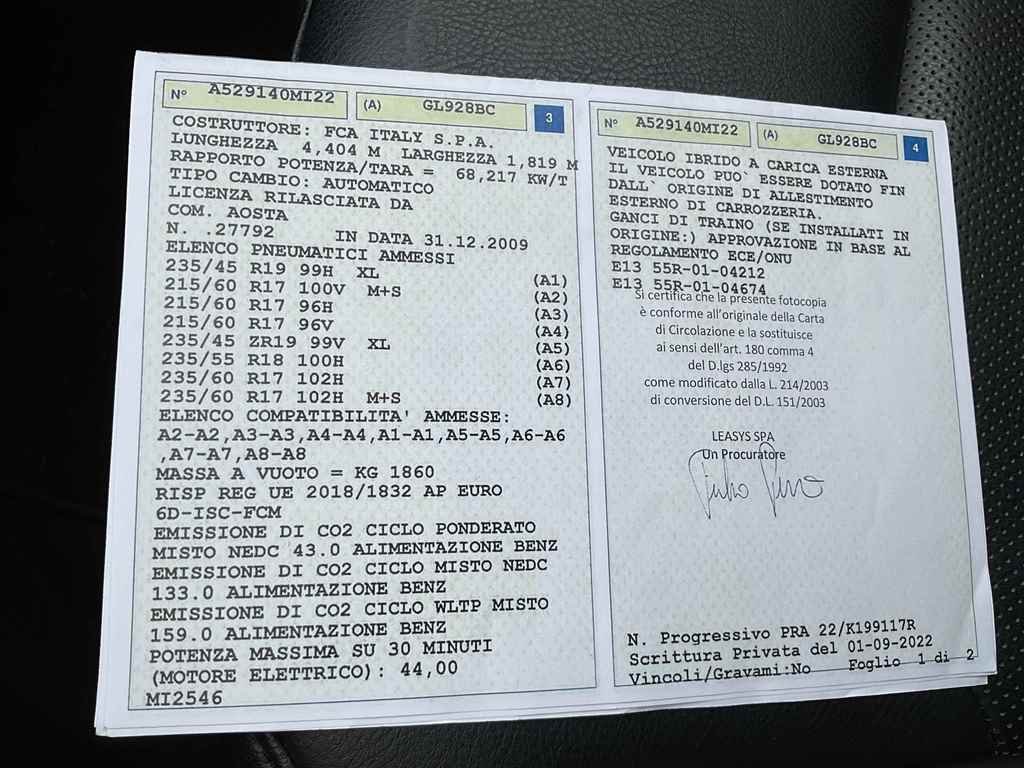 Nº A529140MI22 (A) GL928BC 3
COSTRUTTORE: FCA ITALY S.P.A.
LUNGHEZZA 4,404 M LARGHEZZA 1,819 M
RAPPORTO POTENZA/TARA = 68,217 KW/T
TIPO CAMBIO: AUTOMATICO
LICENZA RILASCIATA DA
COM. AOSTA
N. .27792 IN DATA 31.12.2009
ELENCO PNEUMATICI AMMESSI
235/45 R19 99H XL (A1)
215/60 R17 100V M+S (A2)
215/60 R17 96H (A3)
215/60 R17 96V (A4)
235/45 ZR19 99V XL (A5)
235/55 R18 100H (A6)
235/60 R17 102H (A7)
235/60 R17 102H M+S (A8)
ELENCO COMPATIBILITA' AMMESSE:
A2-A2,A3-A3,A4-A4,A1-A1,A5-A5,A6-A6
,A7-A7,A8-A8
MASSA A VUOTO = KG 1860
RISP REG UE 2018/1832 AP EURO
6D-ISC-FCM
EMISSIONE DI CO2 CICLO PONDERATO
MISTO NEDC 43.0 ALIMENTAZIONE BENZ
EMISSIONE DI CO2 CICLO MISTO NEDC
133.0 ALIMENTAZIONE BENZ
EMISSIONE DI CO2 CICLO WLTP MISTO
159.0 ALIMENTAZIONE BENZ
POTENZA MASSIMA SU 30 MINUTI
(MOTORE ELETTRICO): 44,00
MI2546
Nº A529140MI22 (A) GL928BC 4
VEICOLO IBRIDO A CARICA ESTERNA
IL VEICOLO PUO` ESSERE DOTATO FIN
DALL` ORIGINE DI ALLESTIMENTO
ESTERNO DI CARROZZERIA.
GANCI DI TRAINO (SE INSTALLATI IN
ORIGINE:) APPROVAZIONE IN BASE AL
REGOLAMENTO ECE/ONU
E13 55R-01-04212
E13 55R-01-04674
Si certifica che la presente fotocopia
è conforme all'originale della Carta
di Circolazione e la sostituisce
ai sensi dell'art. 180 comma 4
del D.lgs 285/1992
come modificato dalla L. 214/2003
di conversione del D.L. 151/2003
LEASYS SPA
Un Procuratore
N. Progressivo PRA 22/K199117R
Scrittura Privata del 01-09-2022
Vincoli/Gravami:No Foglio 1 di 2